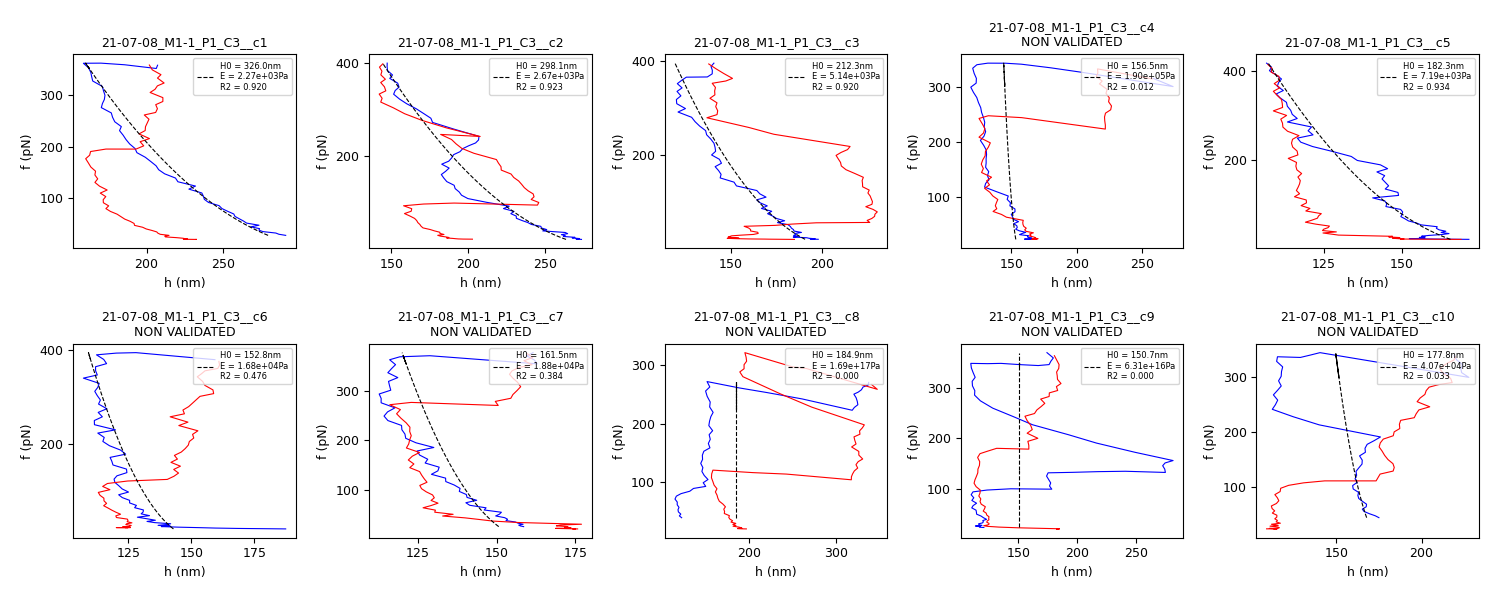 21-07-08_M1-1_P1_C3__c1
H0 = 326.0nm
E = 2.27e+03Pa
R2 = 0.920
f (pN)
300
200
100
200
250
h (nm)
21-07-08_M1-1_P1_C3__c2
H0 = 298.1nm
E = 2.67e+03Pa
R2 = 0.923
f (pN)
400
200
150
200
250
h (nm)
21-07-08_M1-1_P1_C3__c3
H0 = 212.3nm
E = 5.14e+03Pa
R2 = 0.920
f (pN)
400
200
150
200
h (nm)
21-07-08_M1-1_P1_C3__c4
NON VALIDATED
H0 = 156.5nm
E = 1.90e+05Pa
R2 = 0.012
f (pN)
300
200
100
150
200
250
h (nm)
21-07-08_M1-1_P1_C3__c5
H0 = 182.3nm
E = 7.19e+03Pa
R2 = 0.934
f (pN)
400
200
125
150
h (nm)
21-07-08_M1-1_P1_C3__c6
NON VALIDATED
H0 = 152.8nm
E = 1.68e+04Pa
R2 = 0.476
f (pN)
400
200
125
150
175
h (nm)
21-07-08_M1-1_P1_C3__c7
NON VALIDATED
H0 = 161.5nm
E = 1.88e+04Pa
R2 = 0.384
f (pN)
300
200
100
125
150
175
h (nm)
21-07-08_M1-1_P1_C3__c8
NON VALIDATED
H0 = 184.9nm
E = 1.69e+17Pa
R2 = 0.000
f (pN)
300
200
100
200
300
h (nm)
21-07-08_M1-1_P1_C3__c9
NON VALIDATED
H0 = 150.7nm
E = 6.31e+16Pa
R2 = 0.000
f (pN)
300
200
100
150
200
250
h (nm)
21-07-08_M1-1_P1_C3__c10
NON VALIDATED
H0 = 177.8nm
E = 4.07e+04Pa
R2 = 0.033
f (pN)
300
200
100
150
200
h (nm)